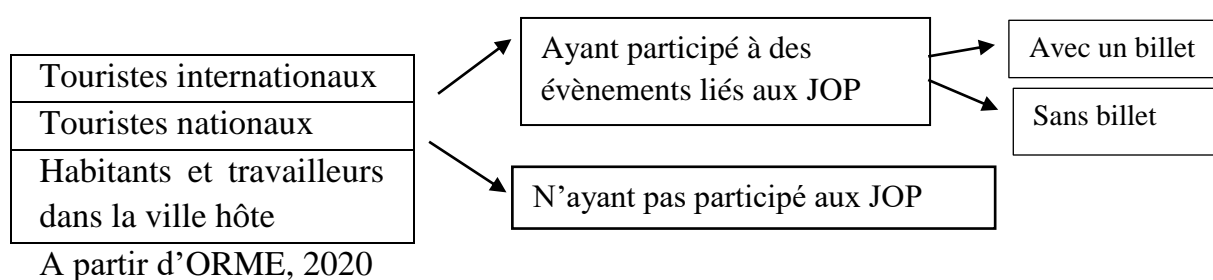 Touristes internationaux
Touristes nationaux
Habitants et travailleurs
dans la ville hôte
A partir d'ORME, 2020
Ayant participé à des
évènements liés aux JOP
N'ayant pas participé aux JOP
Avec un billet
Sans billet